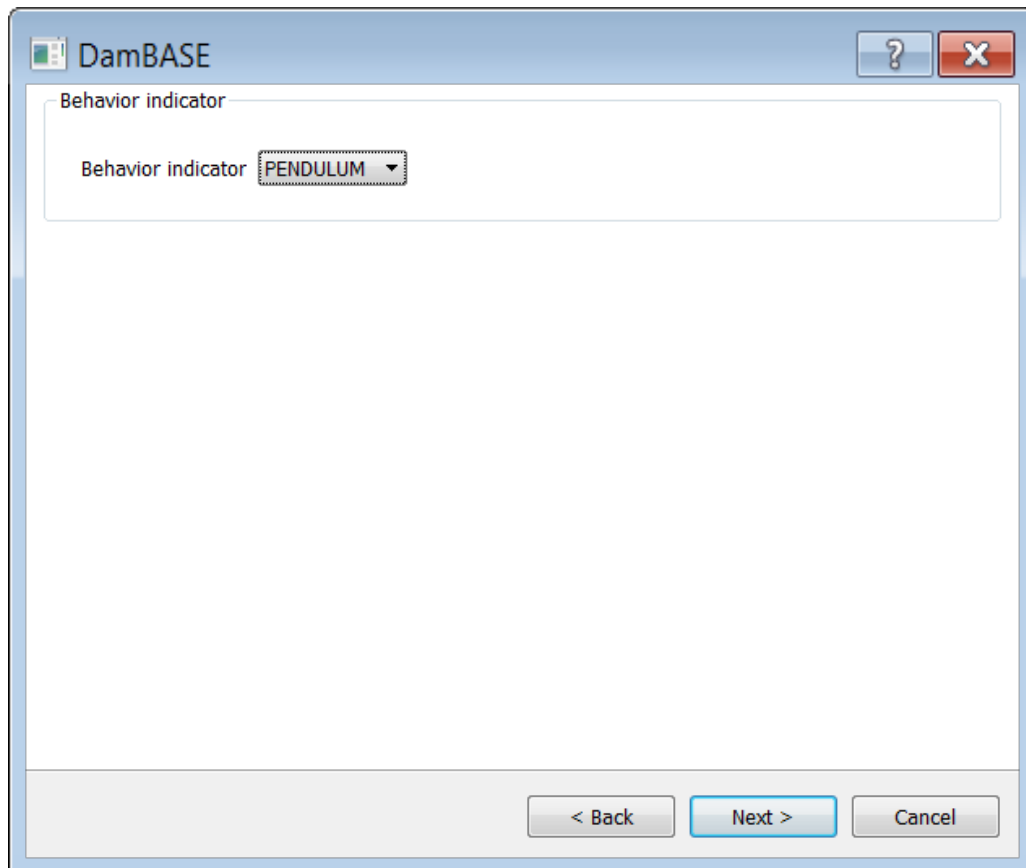 DamBASE
?
Behavior indicator
Behavior indicator PENDULUM
< Back Next > Cancel